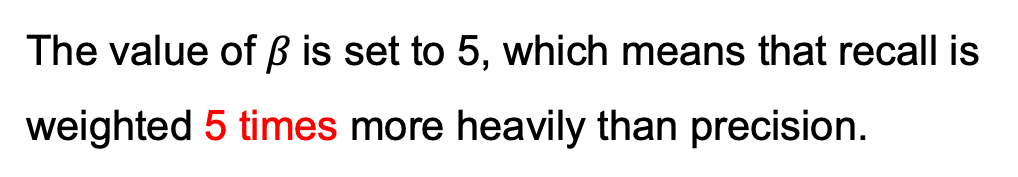 The value of β is set to 5, which means that recall is
weighted 5 times more heavily than precision.